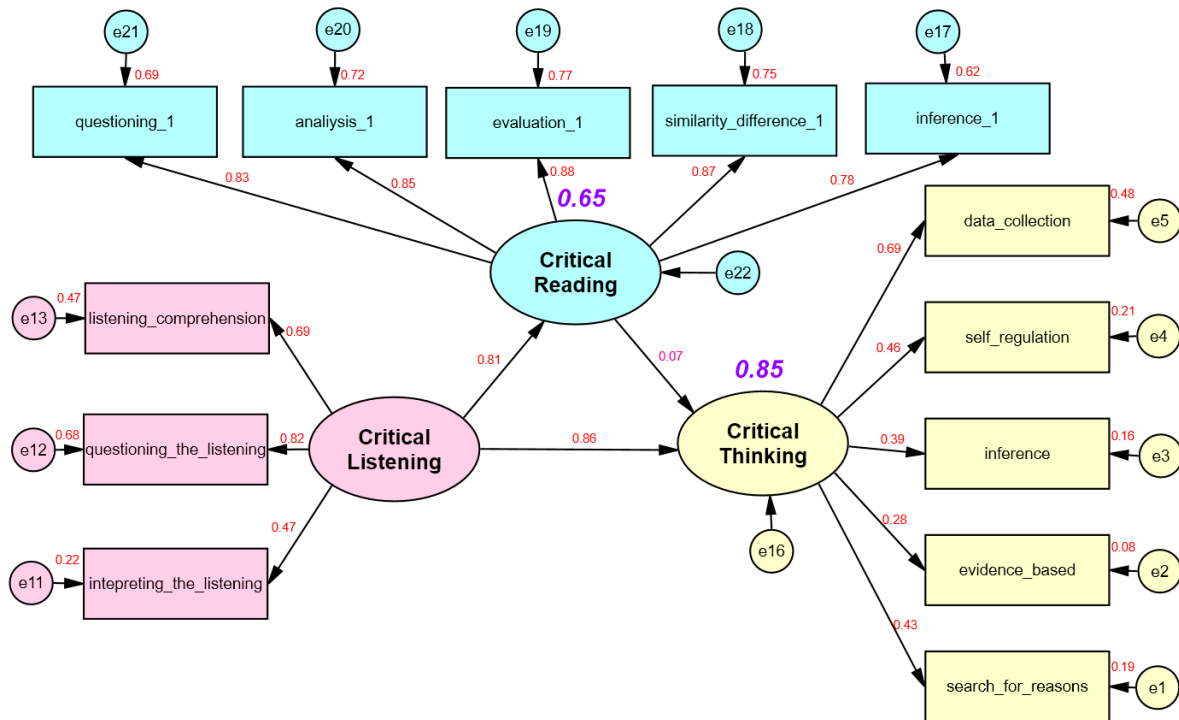 e21
e20
e19
e18
e17
0.69
0.72
0.77
0.75
0.62
questioning_1
analiysis_1
evaluation_1
similarity_difference_1
inference_1
0.83
0.85
0.88
0.87
0.78
0.65
Critical
Reading
e22
0.48
data_collection
e5
0.69
0.47
e13
listening_comprehension
0.69
0.81
0.07
0.21
self_regulation
e4
0.46
0.85
0.68
e12
questioning_the_listening
0.82
Critical
Listening
0.86
Critical
Thinking
0.39
0.16
inference
e3
0.47
0.28
0.22
e11
intepreting_the_listening
e16
0.08
evidence_based
e2
0.43
0.19
search_for_reasons
e1